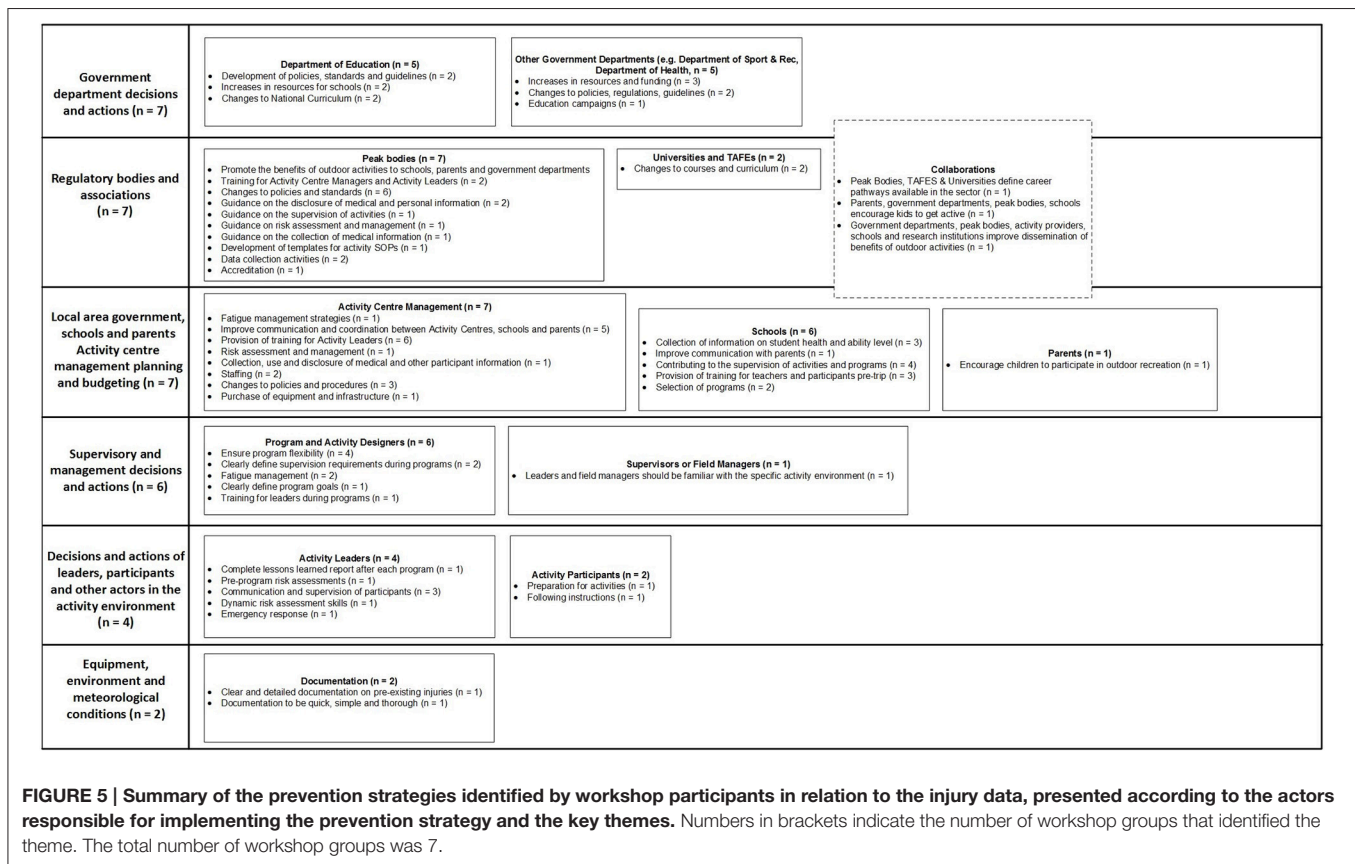 Government
department decisions
and actions (n = 7)
Department of Education (n = 5)
• Development of policies, standards and guidelines (n = 2)
• Increases in resources for schools (n = 2)
• Changes to National Curriculum (n = 2)
Other Government Departments (e.g. Department of Sport & Rec,
Department of Health, n = 5)
• Increases in resources and funding (n = 3)
• Changes to policies, regulations, guidelines (n = 2)
• Education campaigns (n = 1)
Regulatory bodies and
associations
(n = 7)
Peak bodies (n = 7)
• Promote the benefits of outdoor activities to schools, parents and government departments
• Training for Activity Centre Managers and Activity Leaders (n = 2)
• Changes to policies and standards (n = 6)
• Guidance on the disclosure of medical and personal information (n = 2)
• Guidance on the supervision of activities (n = 1)
• Guidance on risk assessment and management (n = 1)
• Guidance on the collection of medical information (n = 1)
• Development of templates for activity SOPs (n = 1)
• Data collection activities (n = 2)
• Accreditation (n = 1)
Universities and TAFEs (n = 2)
• Changes to courses and curriculum (n = 2)
Collaborations
• Peak Bodies, TAFES & Universities define career
pathways available in the sector (n = 1)
• Parents, government departments, peak bodies, schools
encourage kids to get active (n = 1)
• Government departments, peak bodies, activity providers,
schools and research institutions improve dissemination of
benefits of outdoor activities (n = 1)
Local area government,
schools and parents
Activity centre
management planning
and budgeting (n = 7)
Activity Centre Management (n = 7)
• Fatigue management strategies (n = 1)
• Improve communication and coordination between Activity Centres, schools and parents (n = 5)
• Provision of training for Activity Leaders (n = 6)
• Risk assessment and management (n = 1)
• Collection, use and disclosure of medical and other participant information (n = 1)
• Staffing (n = 2)
• Changes to policies and procedures (n = 3)
• Purchase of equipment and infrastructure (n = 1)
Schools (n = 6)
• Collection of information on student health and ability level (n = 3)
• Improve communication with parents (n = 1)
• Contributing to the supervision of activities and programs (n = 4)
• Provision of training for teachers and participants pre-trip (n = 3)
• Selection of programs (n = 2)
Parents (n = 1)
• Encourage children to participate in outdoor recreation (n = 1)
Supervisory and
management decisions
and actions (n = 6)
Program and Activity Designers (n = 6)
• Ensure program flexibility (n = 4)
• Clearly define supervision requirements during programs (n = 2)
• Fatigue management (n = 2)
• Clearly define program goals (n = 1)
• Training for leaders during programs (n = 1)
Supervisors or Field Managers (n = 1)
• Leaders and field managers should be familiar with the specific activity environment (n = 1)
Decisions and actions of
leaders, participants
and other actors in the
activity environment
(n = 4)
Activity Leaders (n = 4)
• Complete lessons learned report after each program (n = 1)
• Pre-program risk assessments (n = 1)
• Communication and supervision of participants (n = 3)
• Dynamic risk assessment skills (n = 1)
• Emergency response (n = 1)
Activity Participants (n = 2)
• Preparation for activities (n = 1)
• Following instructions (n = 1)
Equipment,
environment and
meteorological
conditions (n = 2)
Documentation (n = 2)
• Clear and detailed documentation on pre-existing injuries (n = 1)
• Documentation to be quick, simple and thorough (n = 1)
FIGURE 5 | Summary of the prevention strategies identified by workshop participants in relation to the injury data, presented according to the actors
responsible for implementing the prevention strategy and the key themes. Numbers in brackets indicate the number of workshop groups that identified the
theme. The total number of workshop groups was 7.